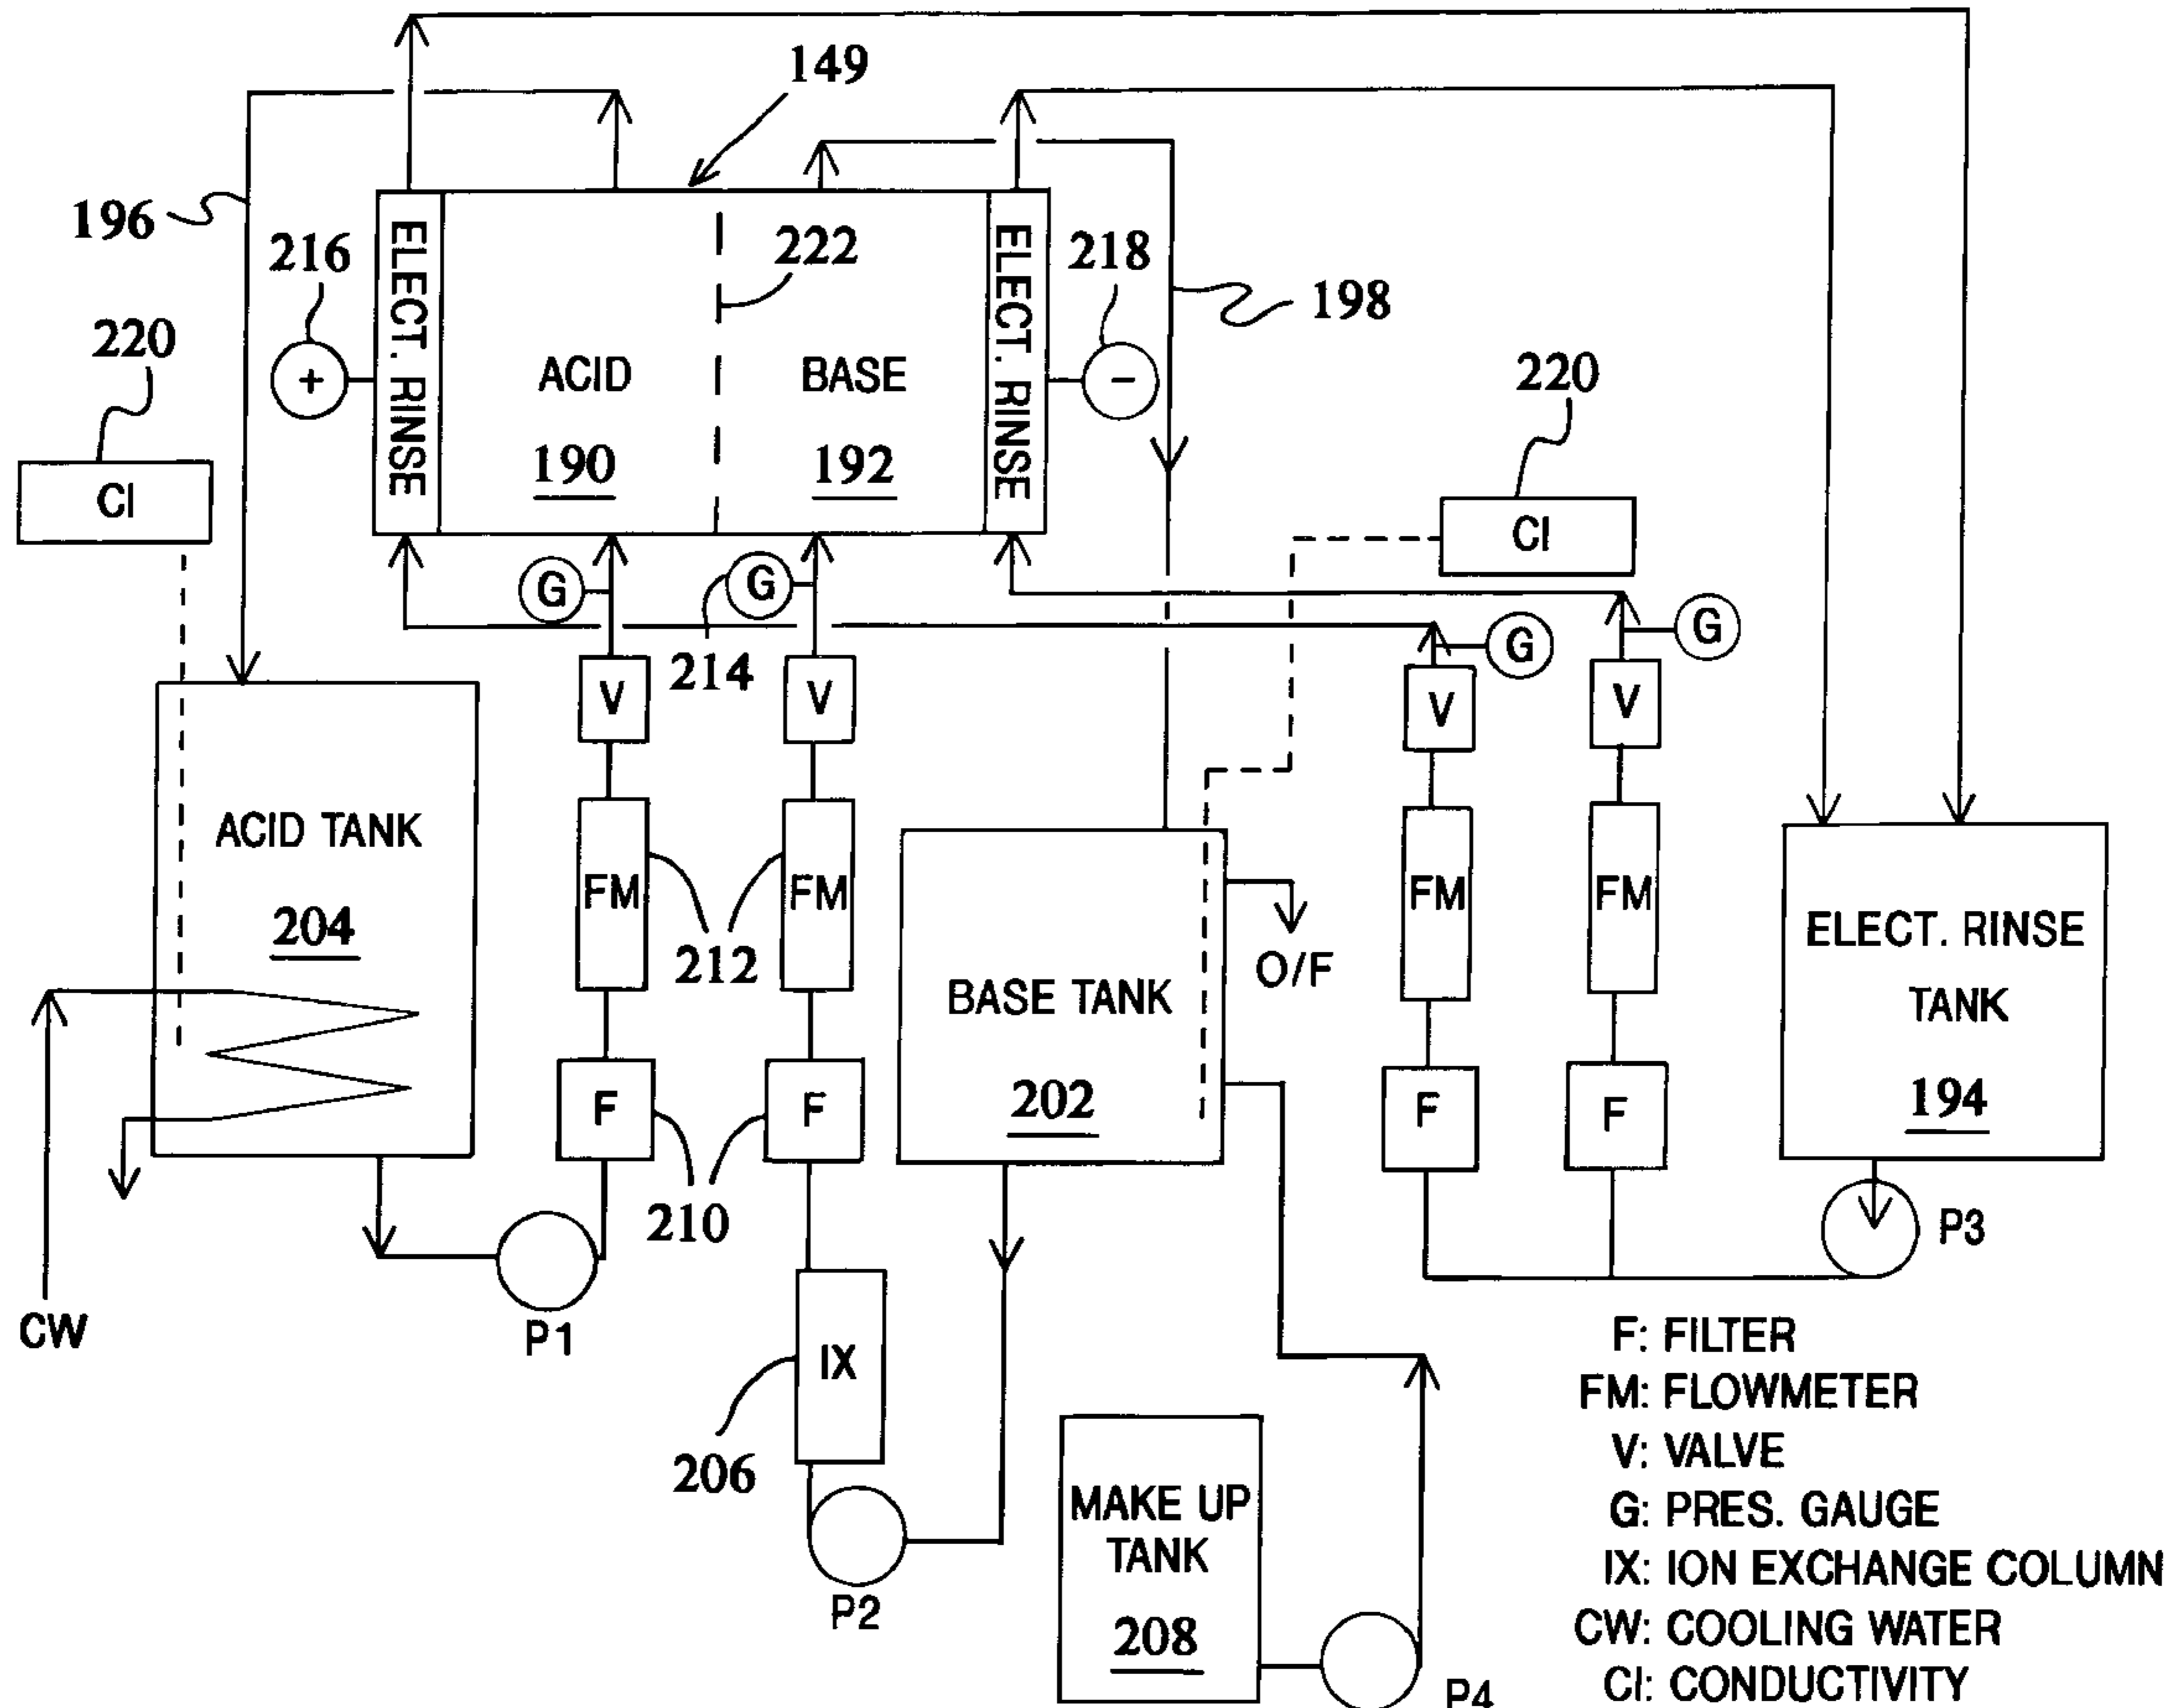 149
196
216
222
218
198
220
220
ELECT. RINSE
ACID
190
BASE
192
ELECT. RINSE
+
−
CI
CI
G
G
G
G
214
V
V
V
V
ACID TANK
204
FM
FM
FM
FM
212
BASE TANK
202
O/F
ELECT. RINSE
TANK
194
F
F
F
F
210
CW
P1
P3
IX
206
P2
MAKE UP
TANK
208
P4
F: FILTER
FM: FLOWMETER
V: VALVE
G: PRES. GAUGE
IX: ION EXCHANGE COLUMN
CW: COOLING WATER
CI: CONDUCTIVITY